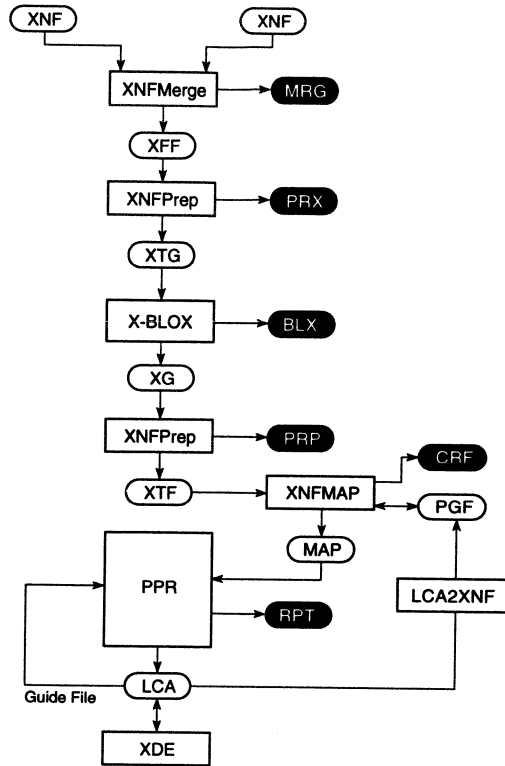 XNF
XNF
XNFMerge
MRG
XFF
XNFPrep
PRX
XTG
X-BLOX
BLX
XG
XNFPrep
PRP
CRF
XTF
XNFMAP
PGF
MAP
PPR
LCA2XNF
RPT
Guide File
LCA
XDE